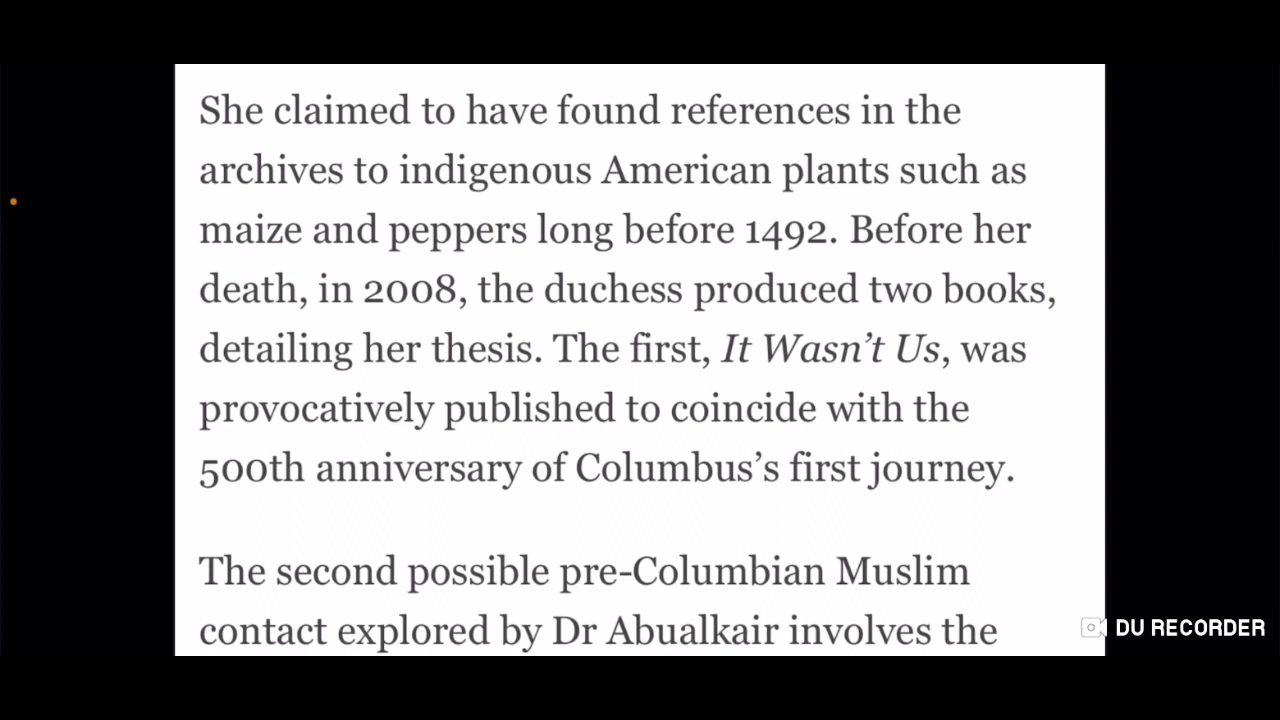 She claimed to have found references in the
archives to indigenous American plants such as
maize and peppers long before 1492. Before her
death, in 2008, the duchess produced two books,
detailing her thesis. The first, It Wasn’t Us, was
provocatively published to coincide with the
500th anniversary of Columbus’s first journey.
The second possible pre-Columbian Muslim
contact explored by Dr Abualkair involves the
DU RECORDER